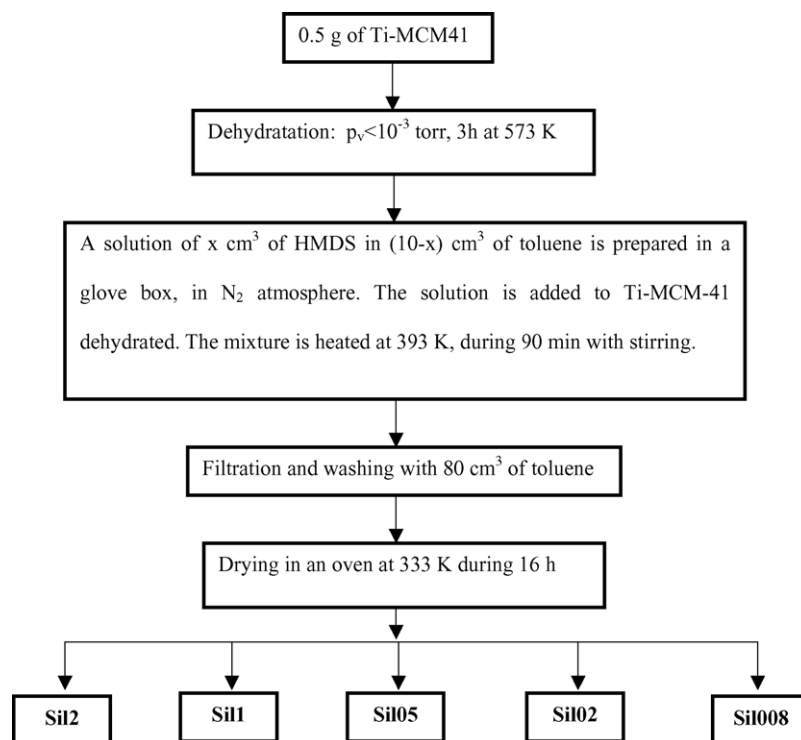 0.5 g of Ti-MCM41
Dehydratation: pᵥ<10⁻³ torr, 3h at 573 K
A solution of x cm³ of HMDS in (10-x) cm³ of toluene is prepared in a
glove box, in N₂ atmosphere. The solution is added to Ti-MCM-41
dehydrated. The mixture is heated at 393 K, during 90 min with stirring.
Filtration and washing with 80 cm³ of toluene
Drying in an oven at 333 K during 16 h
Sil2
Sil1
Sil05
Sil02
Sil008